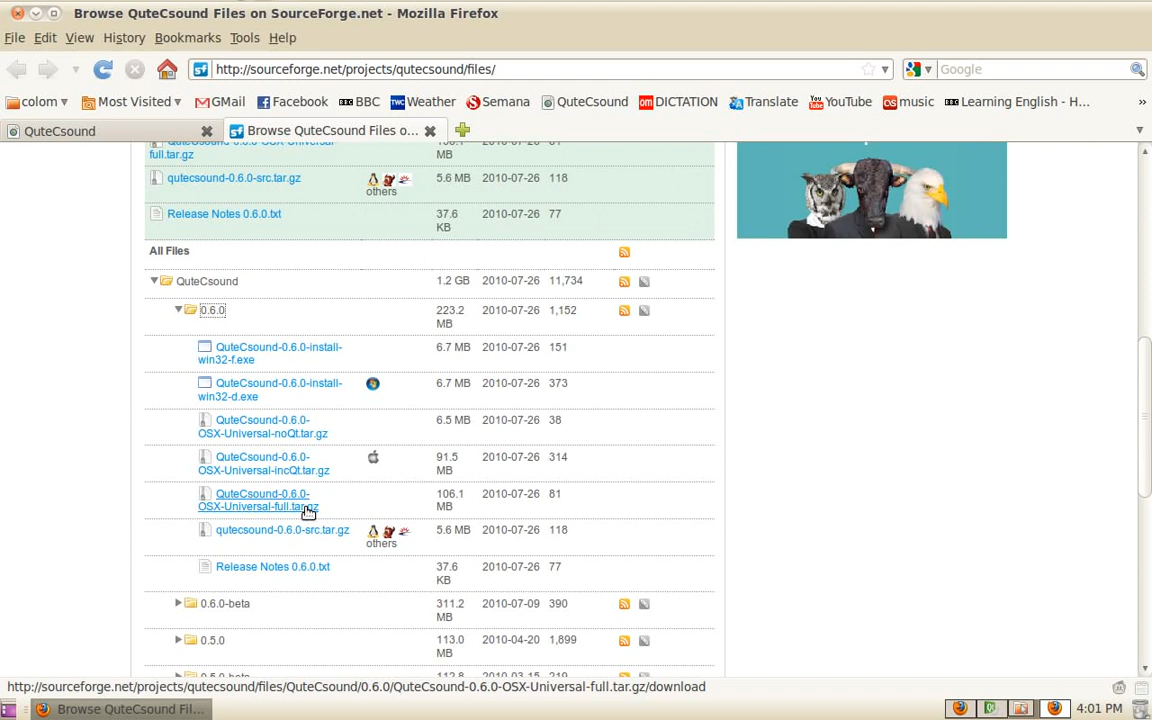 Browse QuteCsound Files on SourceForge.net - Mozilla Firefox
File Edit View History Bookmarks Tools Help
http://sourceforge.net/projects/qutecsound/files/
Google
colom Most Visited GMail Facebook BBC Weather Semana QuteCsound DICTATION Translate YouTube music Learning English - H...
QuteCsound
Browse QuteCsound Files o...
full.tar.gz MB
qutecsound-0.6.0-src.tar.gz 5.6 MB 2010-07-26 118
others
Release Notes 0.6.0.txt 37.6 2010-07-26 77
KB
All Files
QuteCsound 1.2 GB 2010-07-26 11,734
0.6.0 223.2 2010-07-26 1,152
MB
QuteCsound-0.6.0-install- 6.7 MB 2010-07-26 151
win32-f.exe
QuteCsound-0.6.0-install- 6.7 MB 2010-07-26 373
win32-d.exe
QuteCsound-0.6.0- 6.5 MB 2010-07-26 38
OSX-Universal-noQt.tar.gz
QuteCsound-0.6.0- 91.5 2010-07-26 314
OSX-Universal-incQt.tar.gz MB
QuteCsound-0.6.0- 106.1 2010-07-26 81
OSX-Universal-full.tar.gz MB
qutecsound-0.6.0-src.tar.gz 5.6 MB 2010-07-26 118
others
Release Notes 0.6.0.txt 37.6 2010-07-26 77
KB
0.6.0-beta 311.2 2010-07-09 390
MB
0.5.0 113.0 2010-04-20 1,899
MB
http://sourceforge.net/projects/qutecsound/files/QuteCsound/0.6.0/QuteCsound-0.6.0-OSX-Universal-full.tar.gz/download
Browse QuteCsound Fil...
4:01 PM